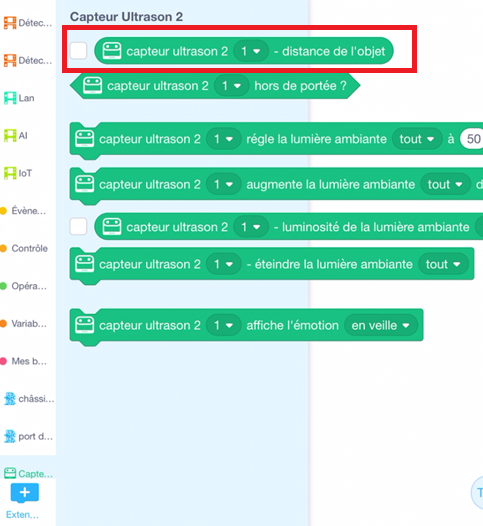 Capteur Ultrason 2
Détec...
capteur ultrason 2 1 - distance de l'objet
Détec...
capteur ultrason 2 1 hors de portée ?
Lan
AI
capteur ultrason 2 1 régle la lumière ambiante tout à 50
IoT
capteur ultrason 2 1 augmente la lumière ambiante tout d
Évène...
capteur ultrason 2 1 - luminosité de la lumière ambiante
Contrôle
capteur ultrason 2 1 - éteindre la lumière ambiante tout
Opéra...
Variab...
capteur ultrason 2 1 affiche l'émotion en veille
Mes b...
châssi...
port d...
Capte...
+
Exten...
T